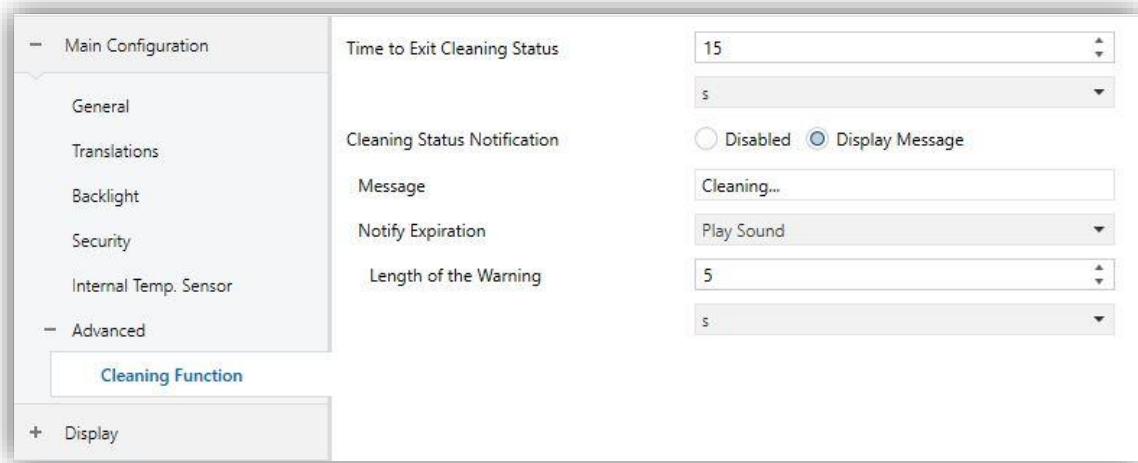 Main Configuration
General
Translations
Backlight
Security
Internal Temp. Sensor
Advanced
Cleaning Function
Display
Time to Exit Cleaning Status
15
s
Cleaning Status Notification
Disabled Display Message
Message
Cleaning...
Notify Expiration
Play Sound
Length of the Warning
5
s